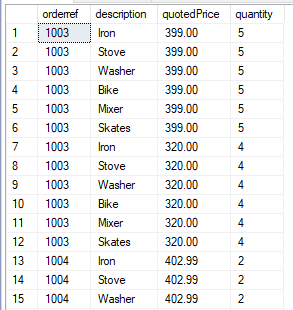 orderref description quotedPrice quantity
1 1003 Iron 399.00 5
2 1003 Stove 399.00 5
3 1003 Washer 399.00 5
4 1003 Bike 399.00 5
5 1003 Mixer 399.00 5
6 1003 Skates 399.00 5
7 1003 Iron 320.00 4
8 1003 Stove 320.00 4
9 1003 Washer 320.00 4
10 1003 Bike 320.00 4
11 1003 Mixer 320.00 4
12 1003 Skates 320.00 4
13 1004 Iron 402.99 2
14 1004 Stove 402.99 2
15 1004 Washer 402.99 2